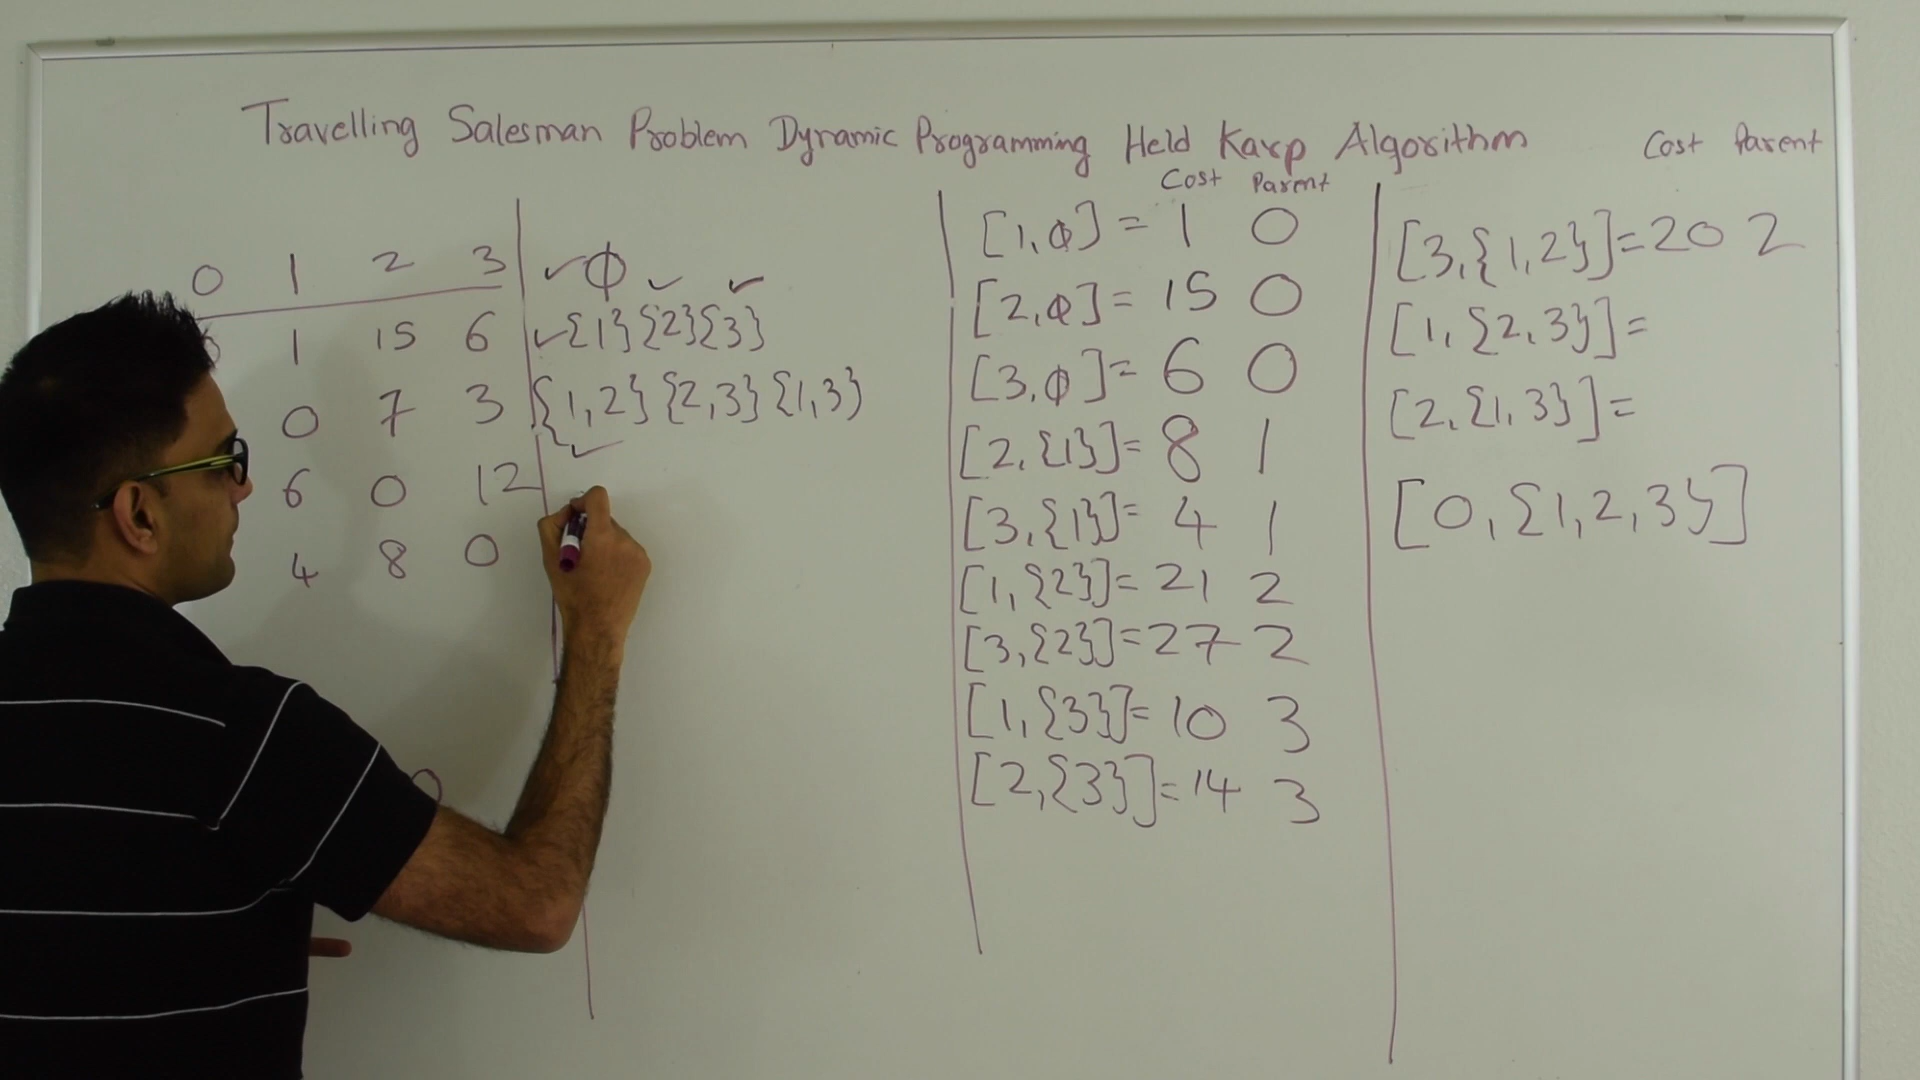 Travelling Salesman Problem Dynamic Programming Held Karp Algorithm
0 1 2 3
1 15 6
0 7 3
6 0 12
4 8 0
✓ϕ ✓ ✓
✓{1}{2}{3}
{1,2}{2,3}{1,3}
✓
Cost Parent
[1,ϕ] = 1 0
[2,ϕ] = 15 0
[3,ϕ] = 6 0
[2,{1}] = 8 1
[3,{1}] = 4 1
[1,{2}] = 21 2
[3,{2}] = 27 2
[1,{3}] = 10 3
[2,{3}] = 14 3
Cost Parent
[3,{1,2}] = 20 2
[1,{2,3}] =
[2,{1,3}] =
[0,{1,2,3}]